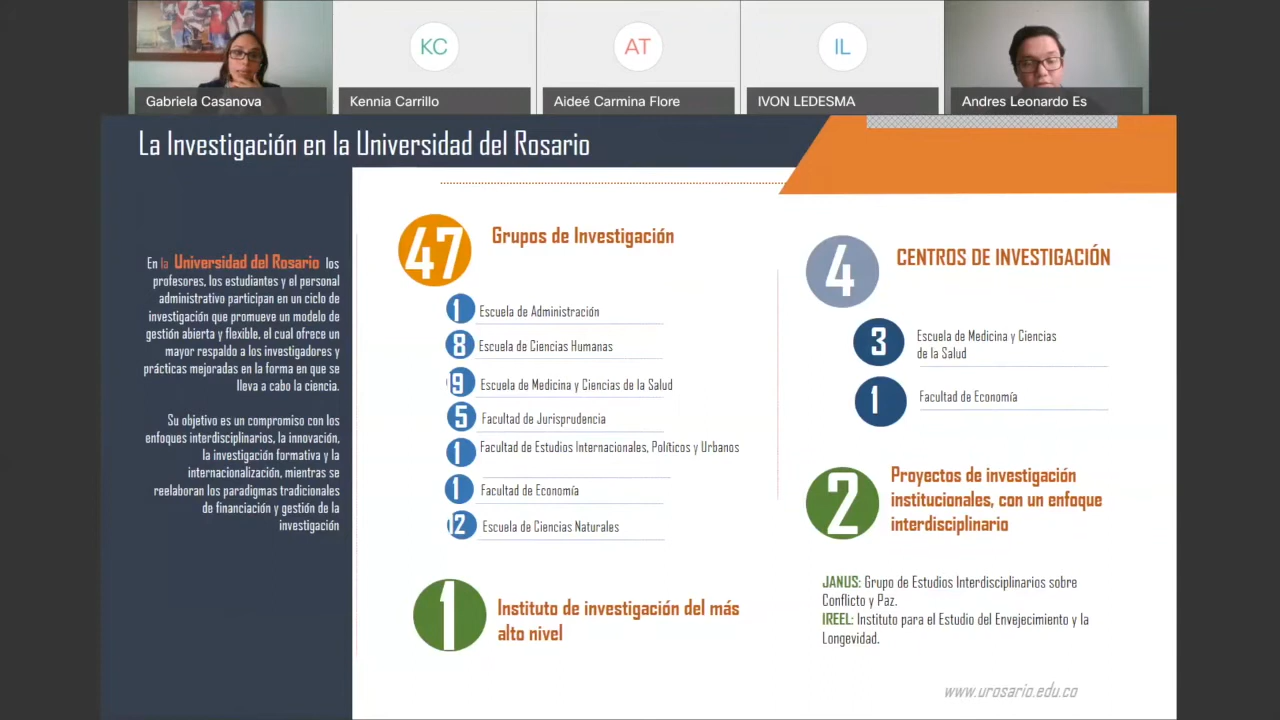 KC
AT
IL
Gabriela Casanova
Kennia Carrillo
Aideé Carmina Flore
IVON LEDESMA
Andres Leonardo Es
La Investigación en la Universidad del Rosario
En la Universidad del Rosario los
profesores, los estudiantes y el personal
administrativo participan en un ciclo de
investigación que promueve un modelo de
gestión abierta y flexible, el cual ofrece un
mayor respaldo a los investigadores y
prácticas mejoradas en la forma en que se
lleva a cabo la ciencia.
Su objetivo es un compromiso con los
enfoques interdisciplinarios, la innovación,
la investigación formativa y la
internacionalización, mientras se
reelaboran los paradigmas tradicionales
de financiación y gestión de la
investigación
47 Grupos de Investigación
1 Escuela de Administración
8 Escuela de Ciencias Humanas
9 Escuela de Medicina y Ciencias de la Salud
5 Facultad de Jurisprudencia
1 Facultad de Estudios Internacionales, Políticos y Urbanos
1 Facultad de Economía
2 Escuela de Ciencias Naturales
1 Instituto de investigación del más
alto nivel
4 CENTROS DE INVESTIGACIÓN
3 Escuela de Medicina y Ciencias
de la Salud
1 Facultad de Economía
2 Proyectos de investigación
institucionales, con un enfoque
interdisciplinario
JANUS: Grupo de Estudios Interdisciplinarios sobre
Conflicto y Paz.
IREEL: Instituto para el Estudio del Envejecimiento y la
Longevidad.
www.urosario.edu.co